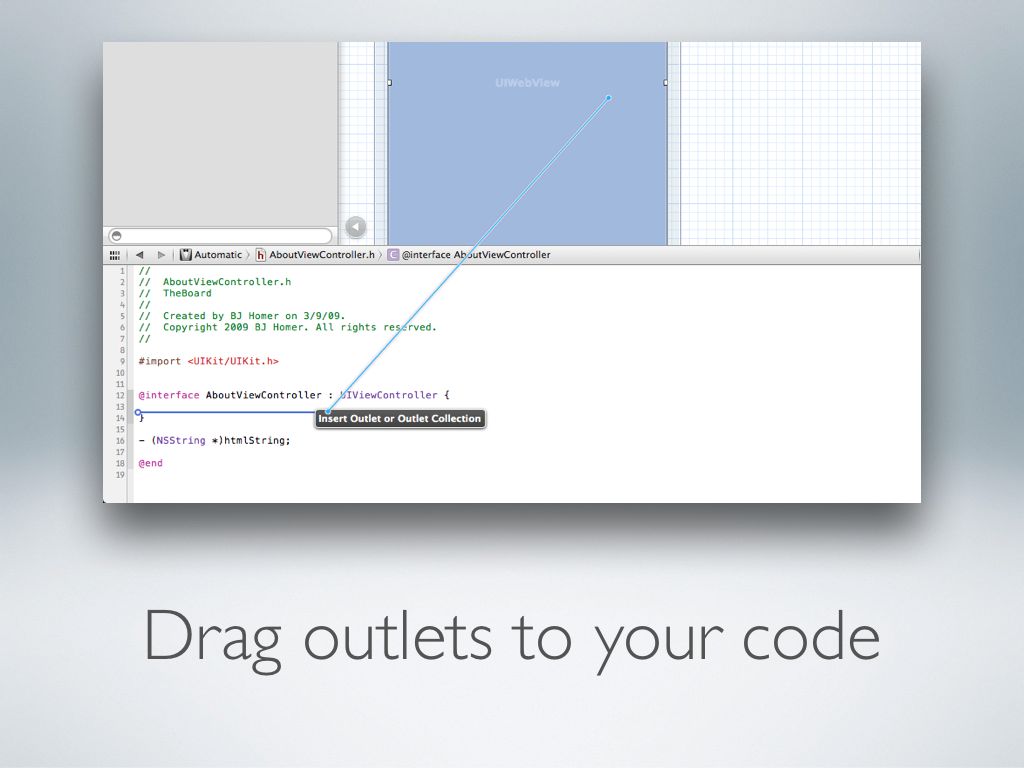 UIWebView
Automatic
h AboutViewController.h
C @interface AboutViewController
1 //
2 //  AboutViewController.h
3 //  TheBoard
4 //
5 //  Created by BJ Homer on 3/9/09.
6 //  Copyright 2009 BJ Homer. All rights reserved.
7 //
8
9 #import <UIKit/UIKit.h>
10
11
12 @interface AboutViewController : UIViewController {
13
Insert Outlet or Outlet Collection
14 }
15
16 - (NSString *)htmlString;
17
18 @end
19
Drag outlets to your code